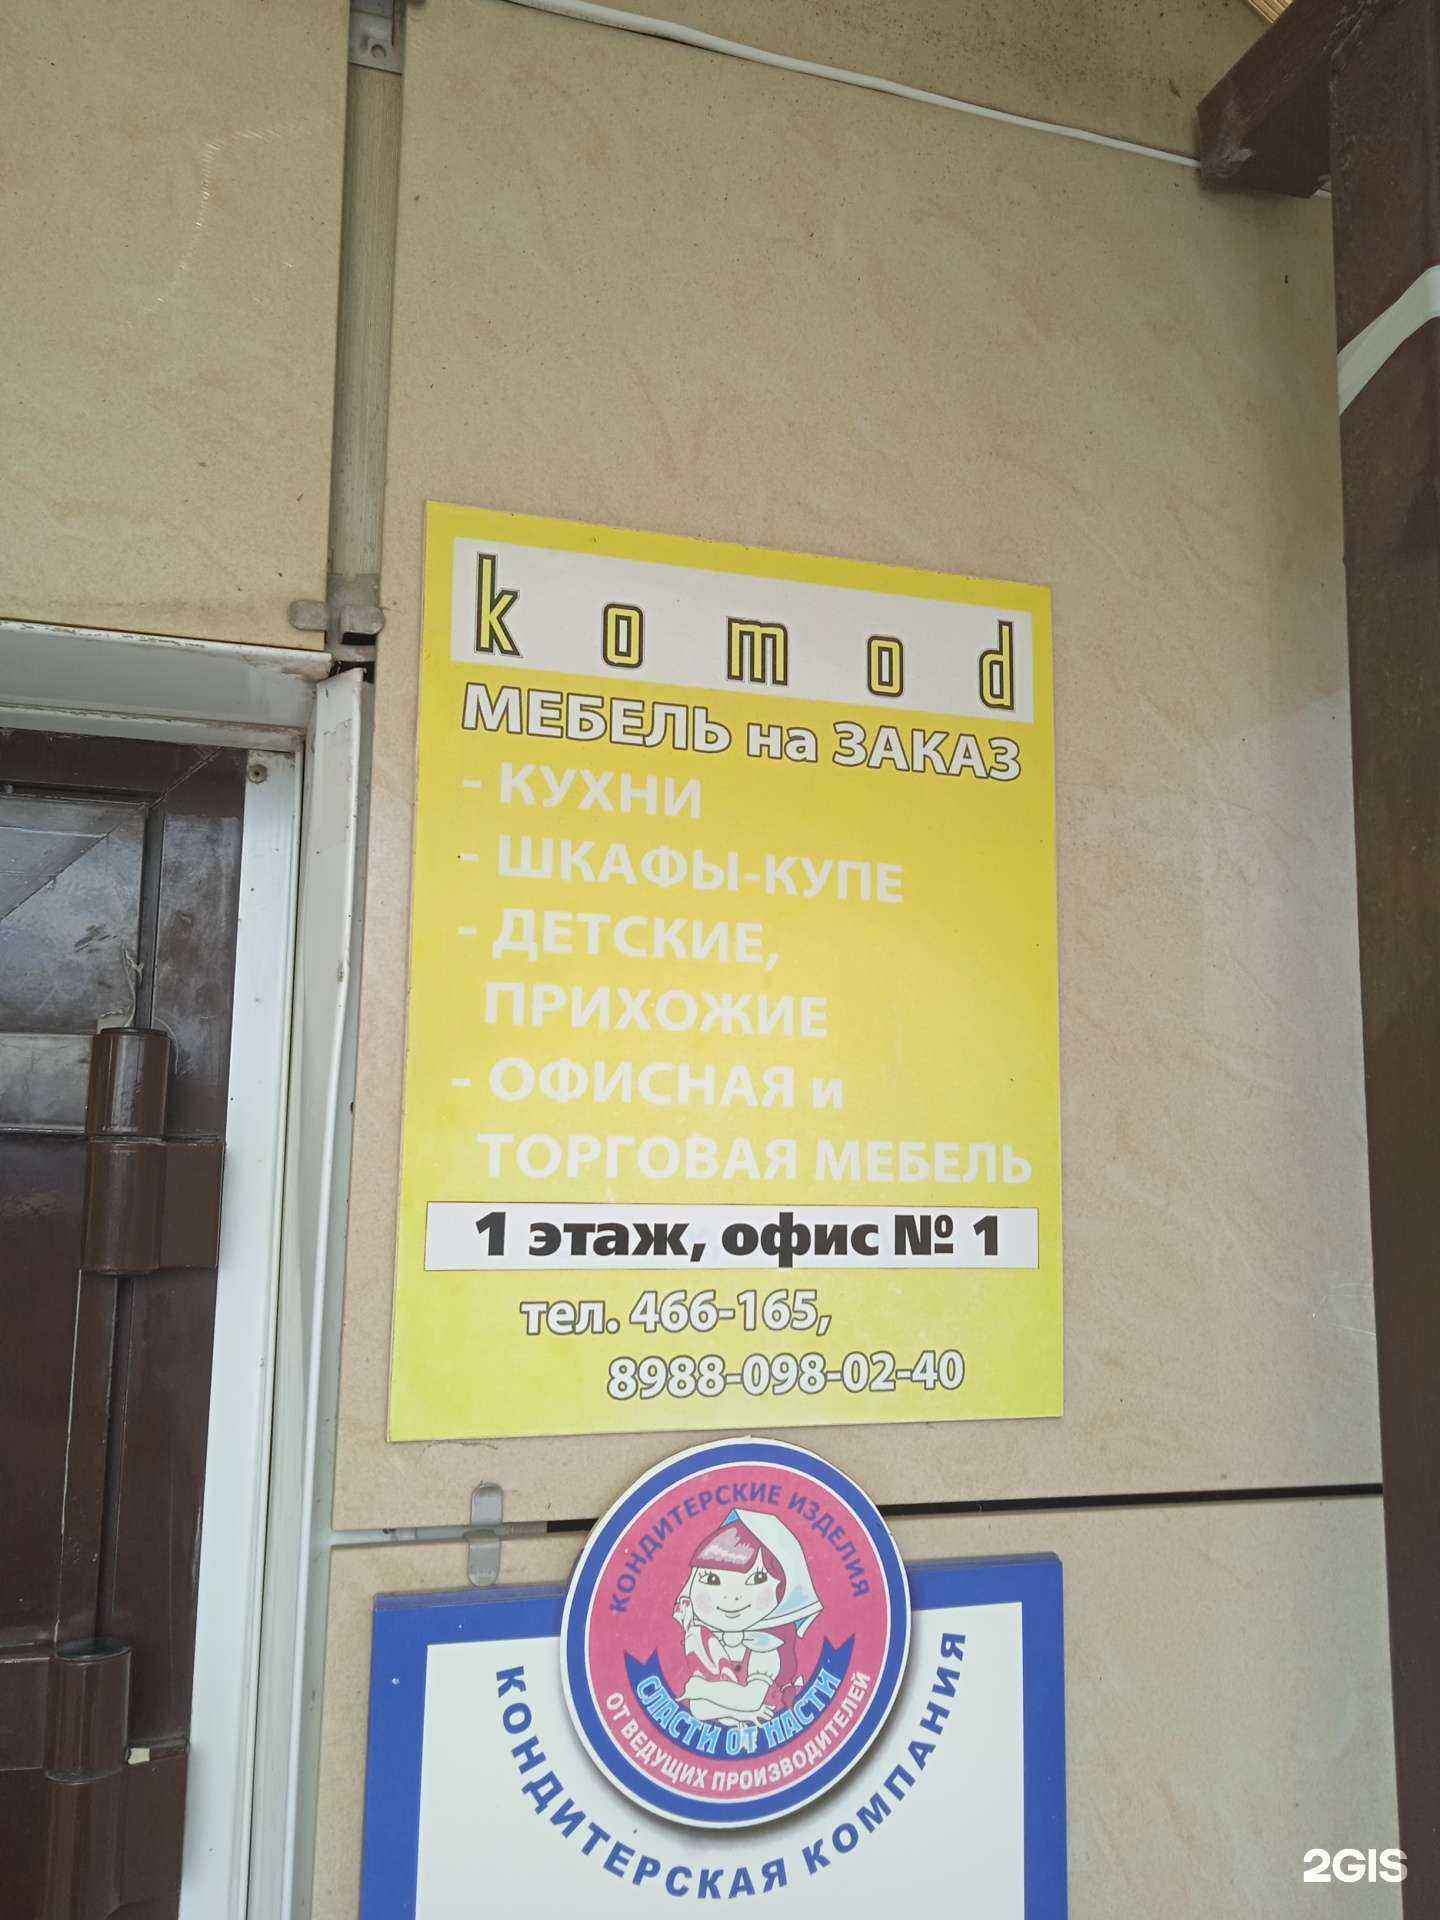 komod
МЕБЕЛЬ на ЗАКАЗ
- КУХНИ
- ШКАФЫ-КУПЕ
- ДЕТСКИЕ,
ПРИХОЖИЕ
- ОФИСНАЯ и
ТОРГОВАЯ МЕБЕЛЬ
1 этаж, офис № 1
тел. 466-165,
8988-098-02-40
КОНДИТЕРСКИЕ ИЗДЕЛИЯ
СЛАСТИ ОТ НАСТИ
ОТ ВЕДУЩИХ ПРОИЗВОДИТЕЛЕЙ
КОНДИТЕРСКАЯ КОМПАНИЯ
2GIS